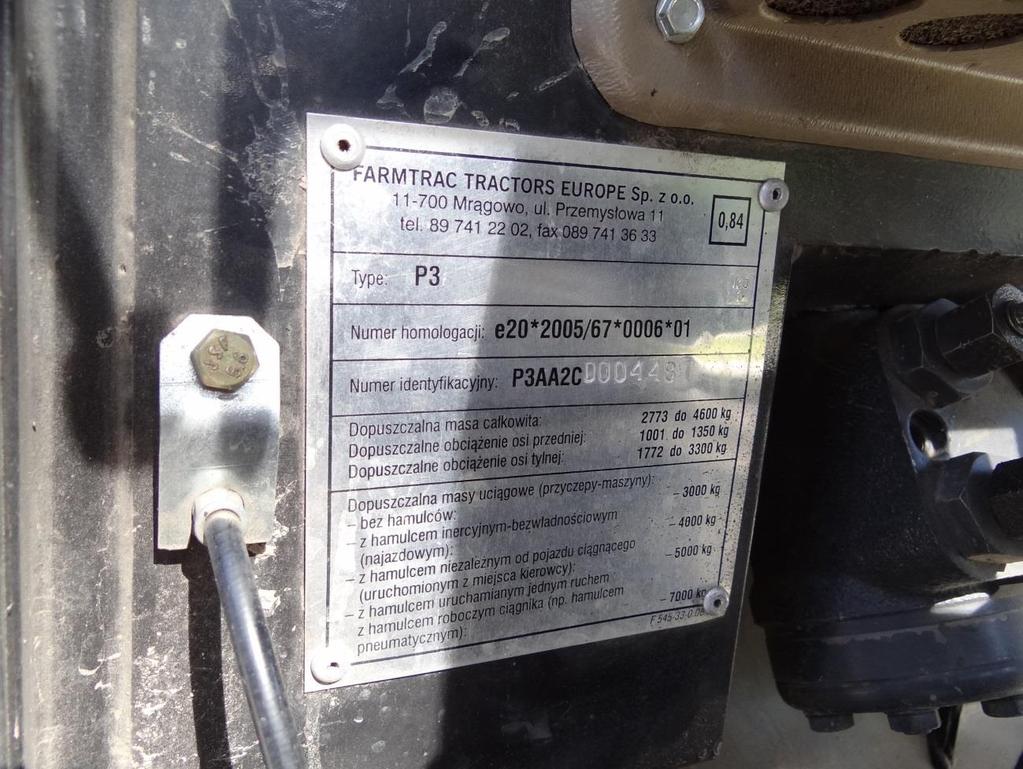 FARMTRAC TRACTORS EUROPE Sp. z o.o.
11-700 Mrągowo, ul. Przemysłowa 11
tel. 89 741 22 02, fax 089 741 36 33
0,84
Type: P3
Numer homologacji: e20*2005/67*0006*01
Numer identyfikacyjny: P3AA2CD00044
Dopuszczalna masa całkowita: 2773 do 4600 kg
Dopuszczalne obciążenie osi przedniej: 1001 do 1350 kg
Dopuszczalne obciążenie osi tylnej: 1772 do 3300 kg
Dopuszczalna masy uciągowe (przyczepy-maszyny):
– bez hamulców: – 3000 kg
– z hamulcem inercyjnym-bezwładnościowym
(najazdowym): – 4000 kg
– z hamulcem niezależnym od pojazdu ciągnącego
(uruchomionym z miejsca kierowcy): – 5000 kg
– z hamulcem uruchamianym jednym ruchem
z hamulcem roboczym ciągnika (np. hamulcem
pneumatycznym): – 7000 kg